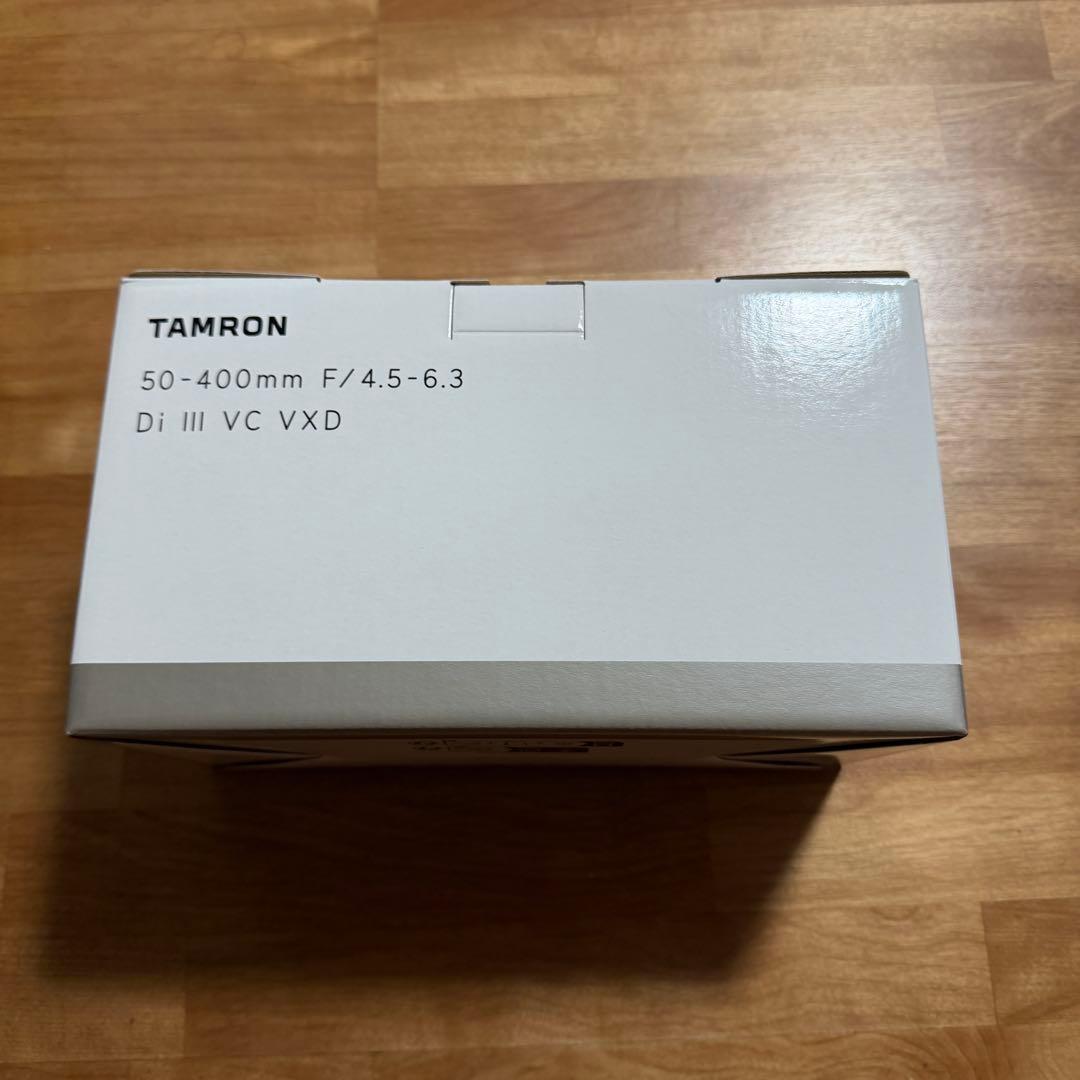 TAMRON
50-400mm F/4.5-6.3
Di III VC VXD